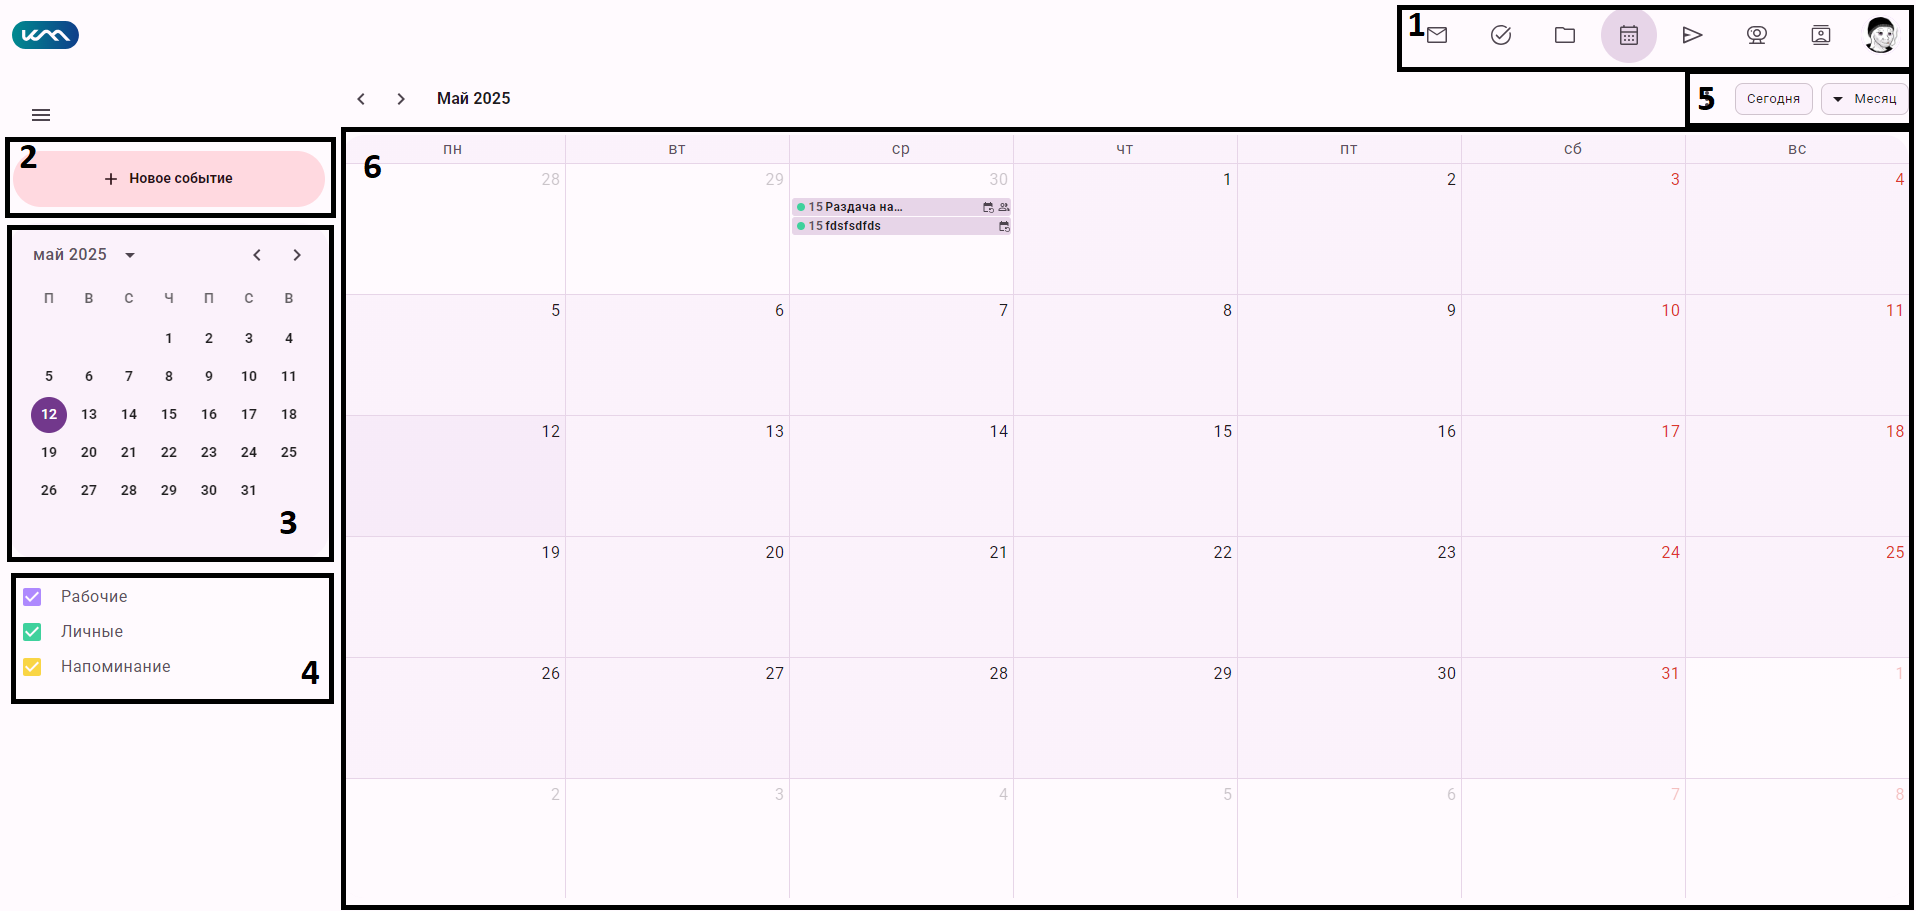 1
5
Сегодня
Месяц
Май 2025
2
Новое событие
май 2025
П В С Ч П С В
1 2 3 4
5 6 7 8 9 10 11
12 13 14 15 16 17 18
19 20 21 22 23 24 25
26 27 28 29 30 31
3
Рабочие
Личные
Напоминание
4
6
пн вт ср чт пт сб вс
28 29 30 1 2 3 4
15 Раздача на...
15 fdsfsdfds
5 6 7 8 9 10 11
12 13 14 15 16 17 18
19 20 21 22 23 24 25
26 27 28 29 30 31 1
2 3 4 5 6 7 8